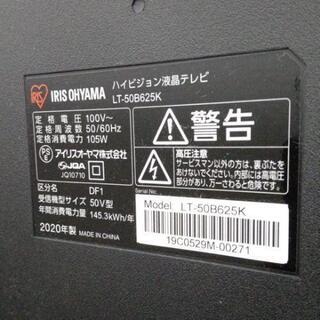 IRIS OHYAMA
ハイビジョン液晶テレビ
LT-50B625K
定格電圧 100V~
定格周波数 50/60Hz
定格消費電力 105W
PSE
JQA
JQ10710
アイリスオーヤマ株式会社
区分名 DF1
受信機型サイズ 50V型
年間消費電力量 145.3kWh/年
2020年製 MADE IN CHINA
警告
高圧注意
サービスマン以外の方は、裏ぶたをあけないでください。
内部には高電圧部分があり、万一さわると危険です。
Serial No.:
Model: LT-50B625K
19C0529M-00271